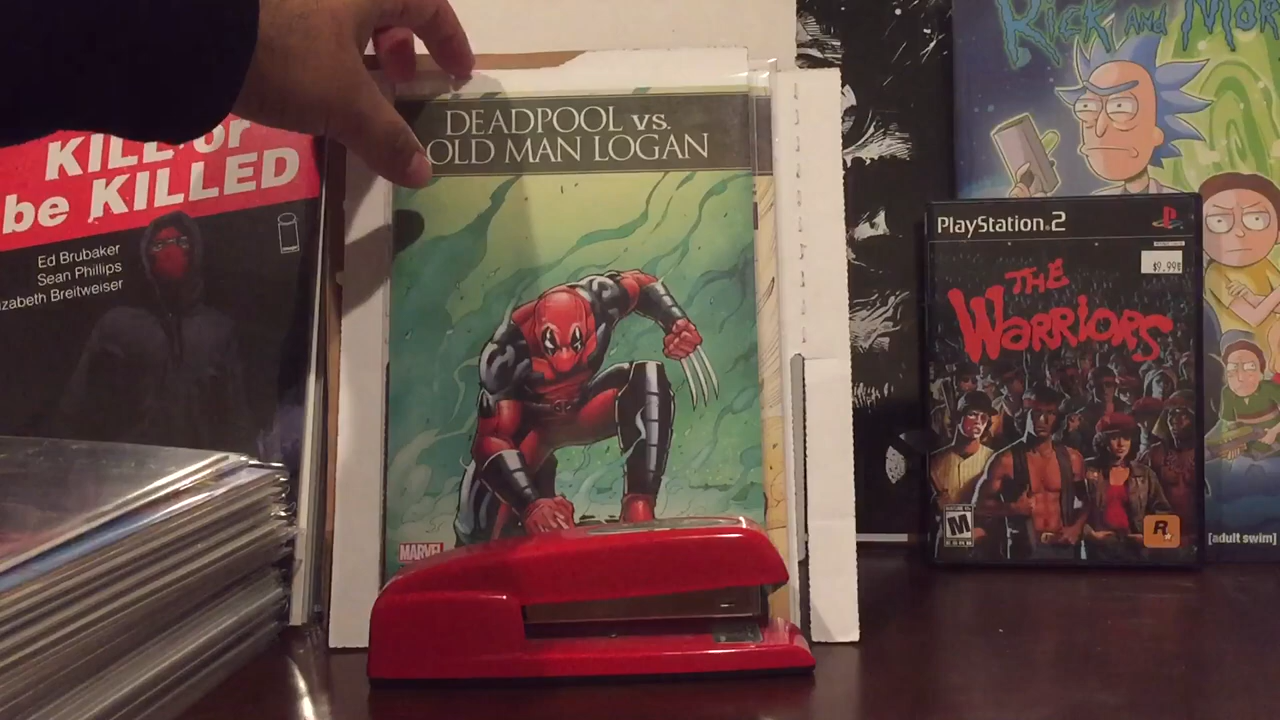 KILL or
be KILLED
Ed Brubaker
Sean Phillips
izabeth Breitweiser
image
DEADPOOL vs.
OLD MAN LOGAN
MARVEL
RICK AND MOR
PlayStation.2
$9.99
THE
WARRIORS
M
R
[adult swim]